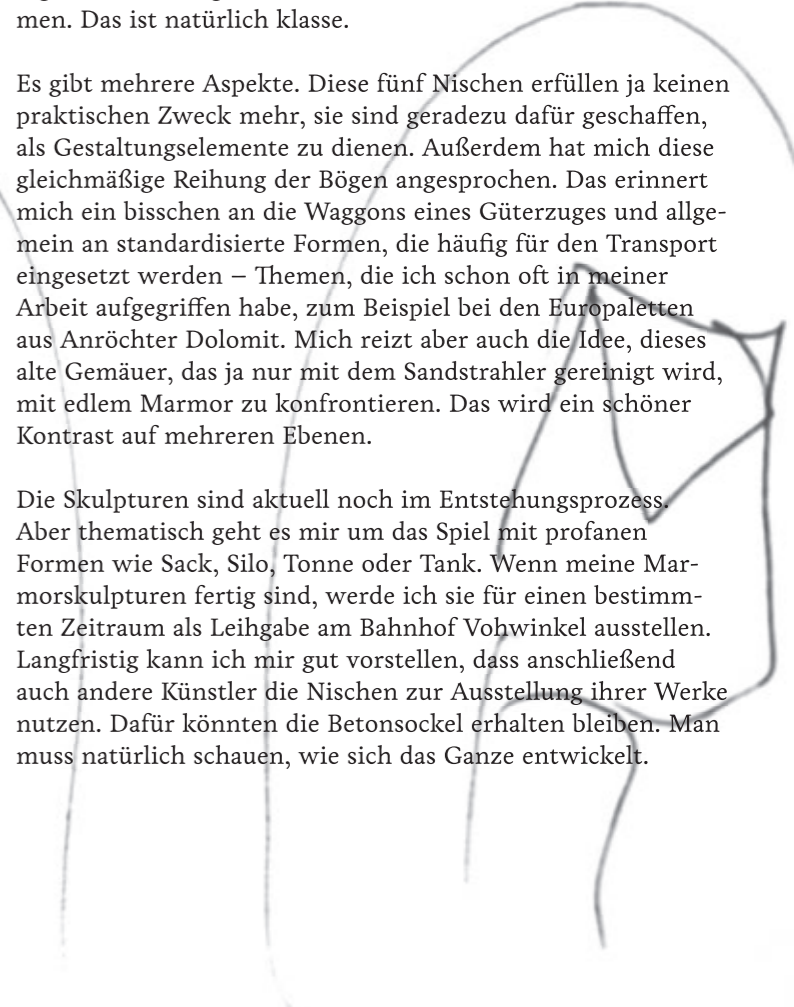 men. Das ist natürlich klasse.
Es gibt mehrere Aspekte. Diese fünf Nischen erfüllen ja keinen
praktischen Zweck mehr, sie sind geradezu dafür geschaffen,
als Gestaltungselemente zu dienen. Außerdem hat mich diese
gleichmäßige Reihung der Bögen angesprochen. Das erinnert
mich ein bisschen an die Waggons eines Güterzuges und allge-
mein an standardisierte Formen, die häufig für den Transport
eingesetzt werden – Themen, die ich schon oft in meiner
Arbeit aufgegriffen habe, zum Beispiel bei den Europaletten
aus Anröchter Dolomit. Mich reizt aber auch die Idee, dieses
alte Gemäuer, das ja nur mit dem Sandstrahler gereinigt wird,
mit edlem Marmor zu konfrontieren. Das wird ein schöner
Kontrast auf mehreren Ebenen.
Die Skulpturen sind aktuell noch im Entstehungsprozess.
Aber thematisch geht es mir um das Spiel mit profanen
Formen wie Sack, Silo, Tonne oder Tank. Wenn meine Mar-
morskulpturen fertig sind, werde ich sie für einen bestimm-
ten Zeitraum als Leihgabe am Bahnhof Vohwinkel ausstellen.
Langfristig kann ich mir gut vorstellen, dass anschließend
auch andere Künstler die Nischen zur Ausstellung ihrer Werke
nutzen. Dafür könnten die Betonsockel erhalten bleiben. Man
muss natürlich schauen, wie sich das Ganze entwickelt.